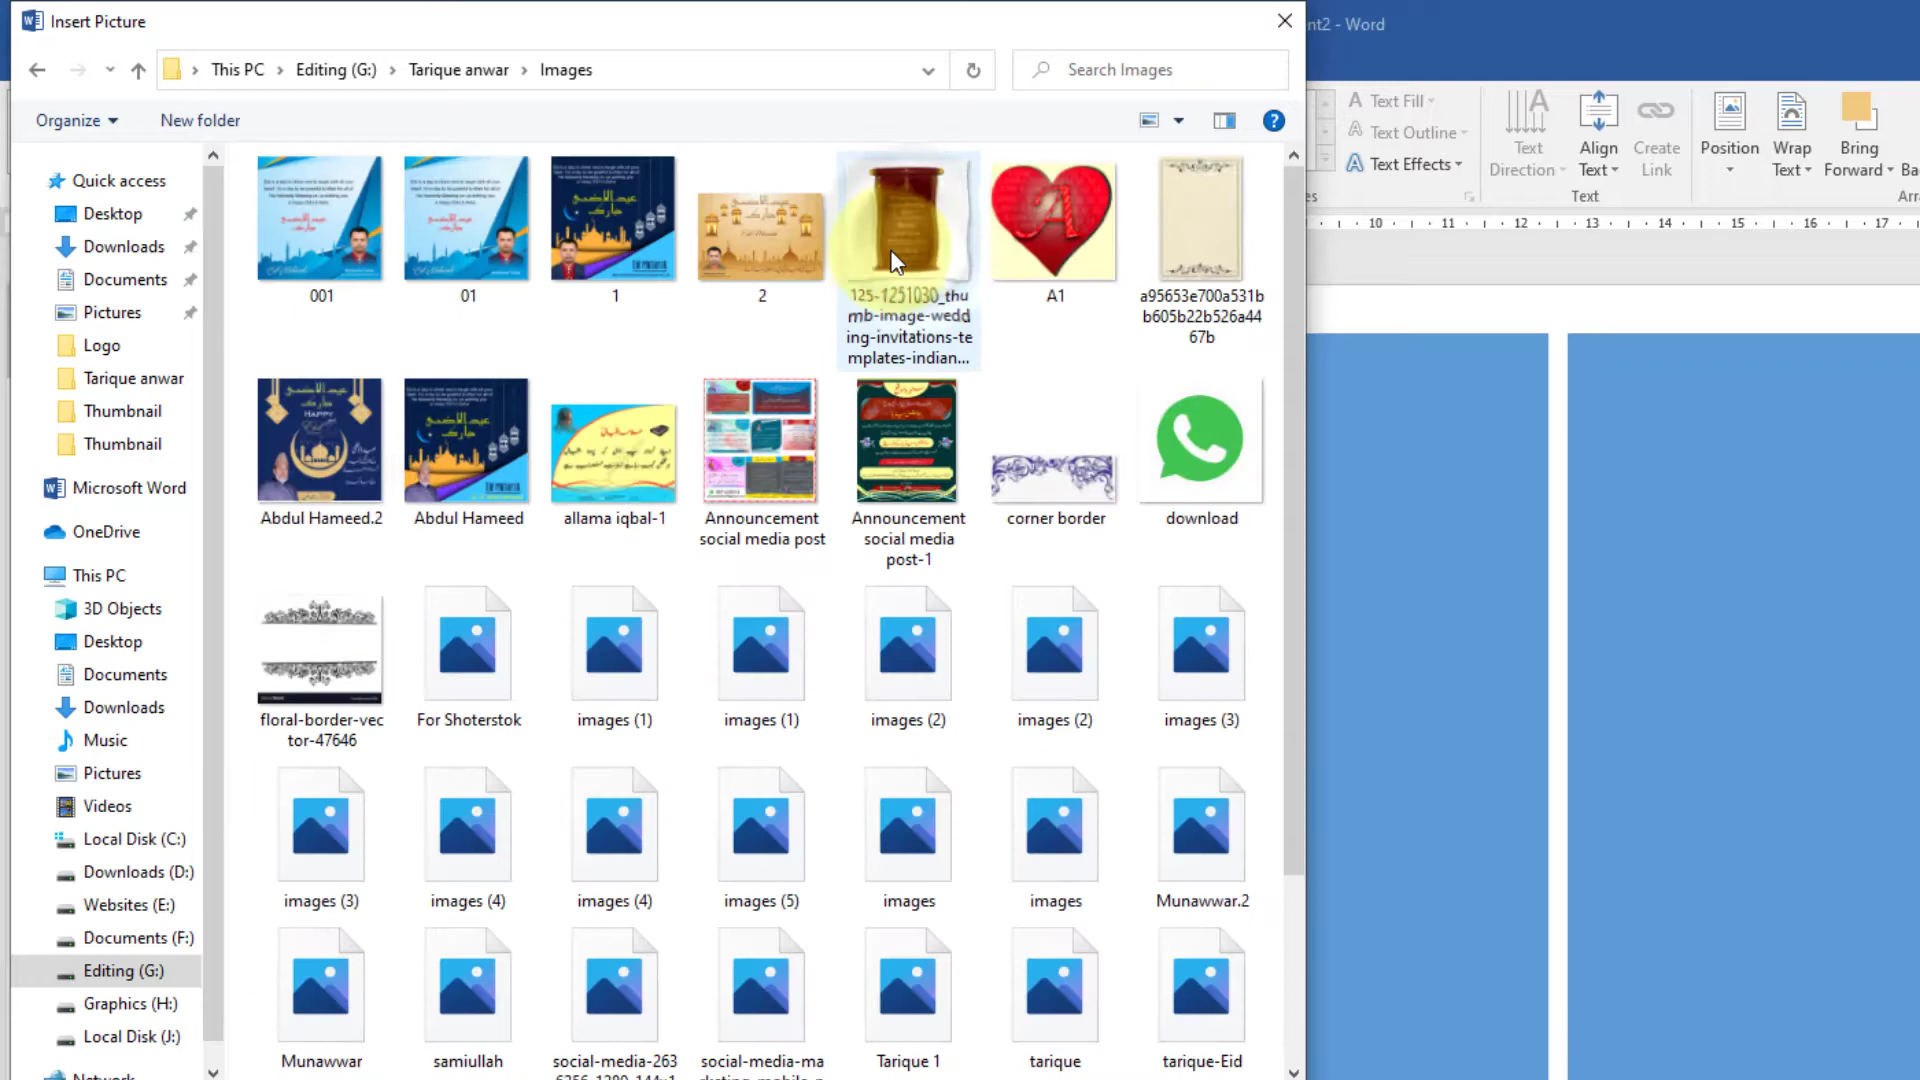 Insert Picture
nt2 - Word
This PC
Editing (G:)
Tarique anwar
Images
Search Images
Organize
New folder
Text Fill
Text Outline
Text Effects
Text
Direction
Align
Text
Create
Link
Text
Position
Wrap
Text
Bring
Forward
Ba
Arr
es
10 11 12 13 14 15 16 17
Quick access
Desktop
Downloads
Documents
Pictures
Logo
Tarique anwar
Thumbnail
Thumbnail
Microsoft Word
OneDrive
This PC
3D Objects
Desktop
Documents
Downloads
Music
Pictures
Videos
Local Disk (C:)
Downloads (D:)
Websites (E:)
Documents (F:)
Editing (G:)
Graphics (H:)
Local Disk (J:)
Network
001
01
1
2
125-1251030_thu
mb-image-wedd
ing-invitations-te
mplates-indian...
A
A1
a95653e700a531b
b605b22b526a44
67b
HAPPY
Abdul Hameed.2
Abdul Hameed
allama iqbal-1
Announcement
social media post
Announcement
social media
post-1
corner border
download
floral-border-vec
tor-47646
For Shoterstok
images (1)
images (1)
images (2)
images (2)
images (3)
images (3)
images (4)
images (4)
images (5)
images
images
Munawwar.2
Munawwar
samiullah
social-media-263
social-media-ma
Tarique 1
tarique
tarique-Eid